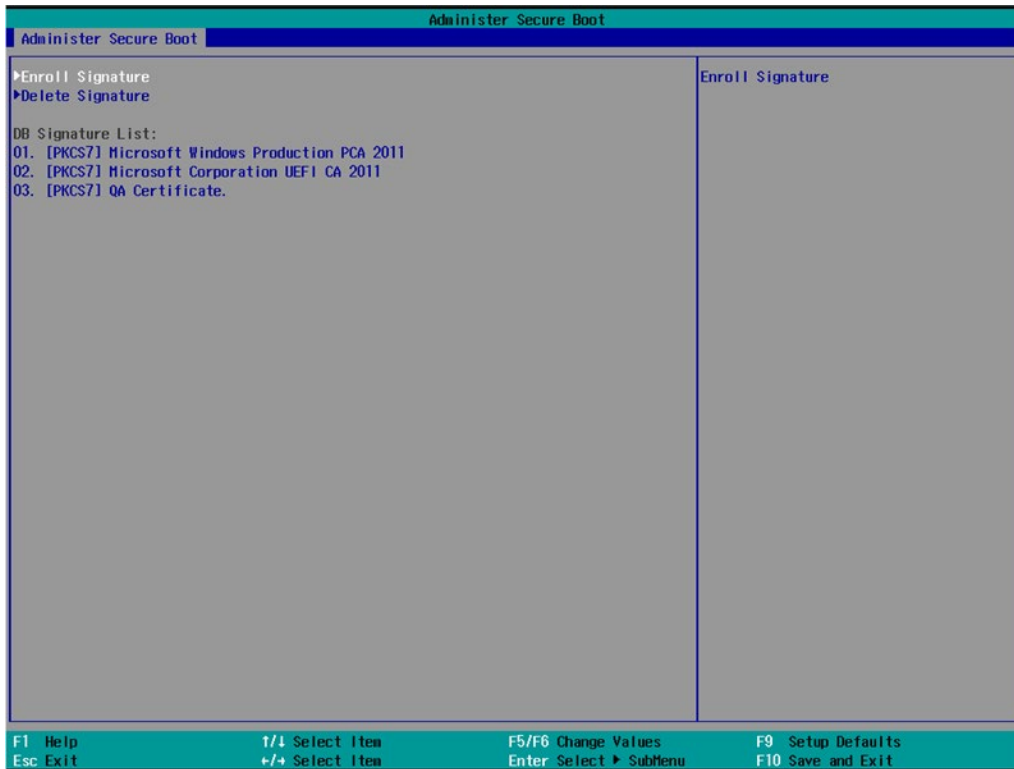 Administer Secure Boot
Administer Secure Boot
▶Enroll Signature
Enroll Signature
▶Delete Signature
DB Signature List:
01. [PKCS7] Microsoft Windows Production PCA 2011
02. [PKCS7] Microsoft Corporation UEFI CA 2011
03. [PKCS7] QA Certificate.
F1 Help ↑/↓ Select Item F5/F6 Change Values F9 Setup Defaults
Esc Exit ←/→ Select Item Enter Select ▶ SubMenu F10 Save and Exit